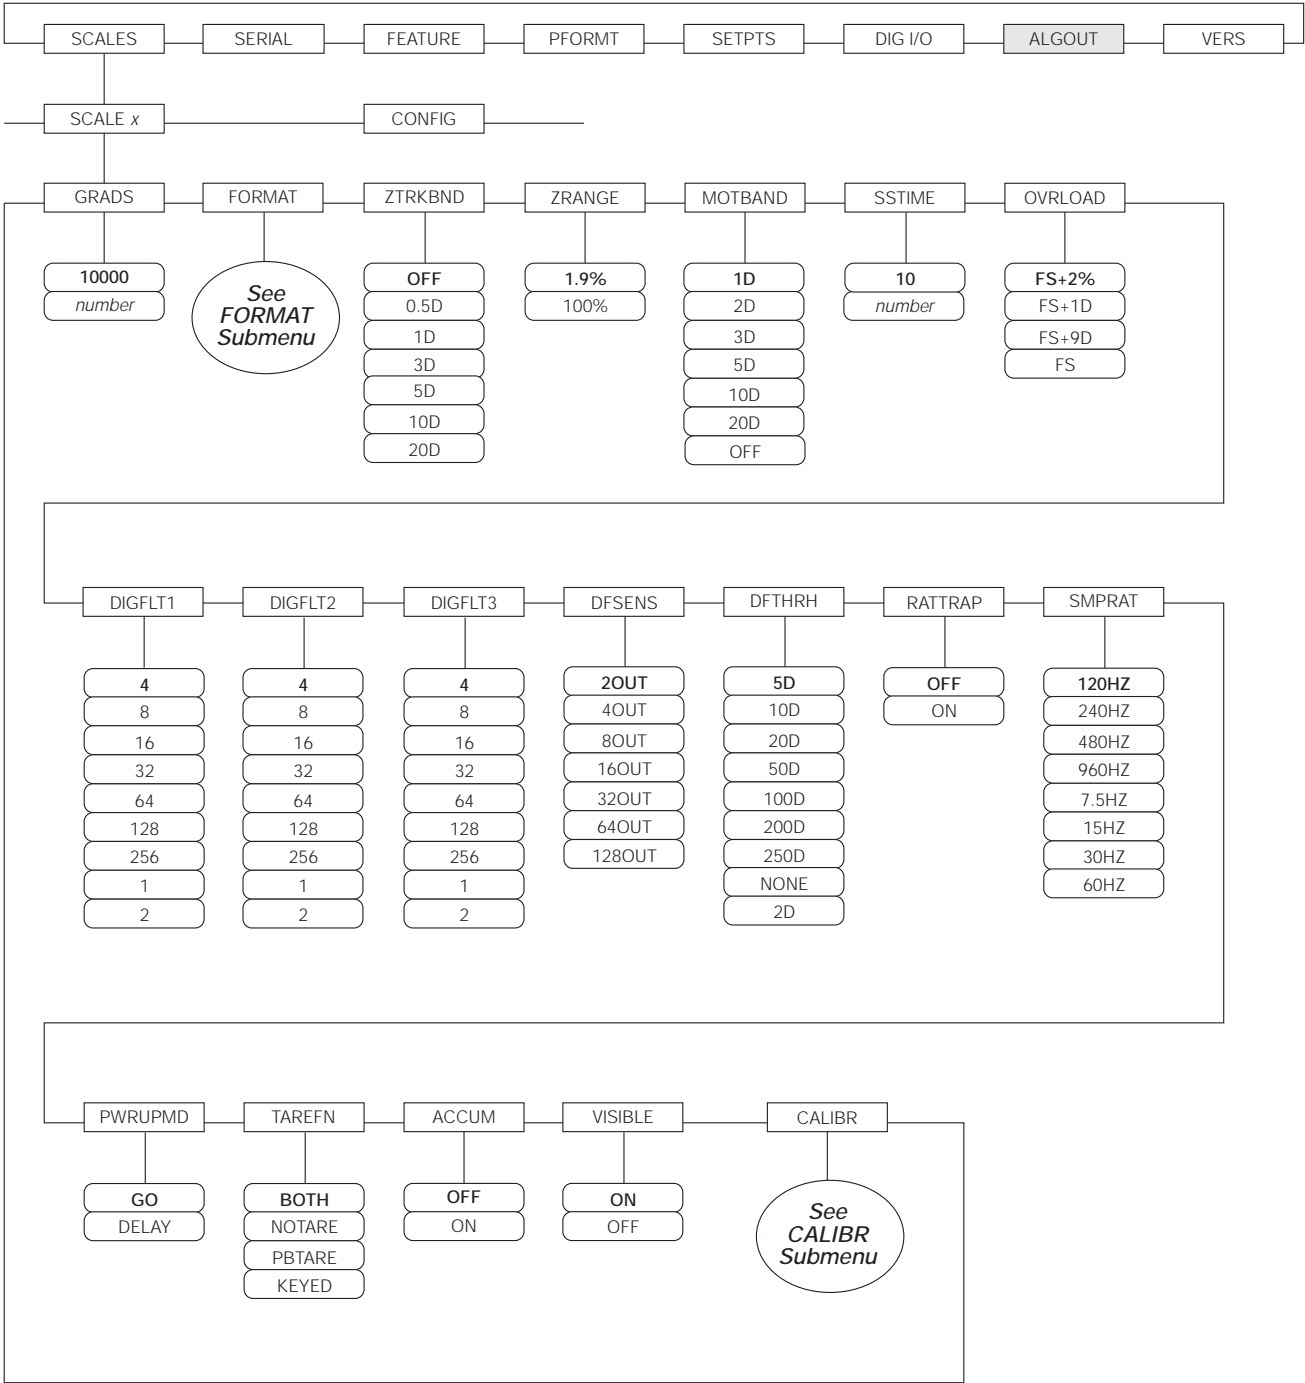 SCALES SERIAL FEATURE PFORMT SETPTS DIG I/O ALGOUT VERS
SCALE x CONFIG
GRADS FORMAT ZTRKBND ZRANGE MOTBAND SSTIME OVRLOAD
10000
number
See
FORMAT
Submenu
OFF
0.5D
1D
3D
5D
10D
20D
1.9%
100%
1D
2D
3D
5D
10D
20D
OFF
10
number
FS+2%
FS+1D
FS+9D
FS
DIGFLT1 DIGFLT2 DIGFLT3 DFSENS DFTHRH RATTRAP SMPRAT
4
8
16
32
64
128
256
1
2
4
8
16
32
64
128
256
1
2
4
8
16
32
64
128
256
1
2
2OUT
4OUT
8OUT
16OUT
32OUT
64OUT
128OUT
5D
10D
20D
50D
100D
200D
250D
NONE
2D
OFF
ON
120HZ
240HZ
480HZ
960HZ
7.5HZ
15HZ
30HZ
60HZ
PWRUPMD TAREFN ACCUM VISIBLE CALIBR
GO
DELAY
BOTH
NOTARE
PBTARE
KEYED
OFF
ON
ON
OFF
See
CALIBR
Submenu